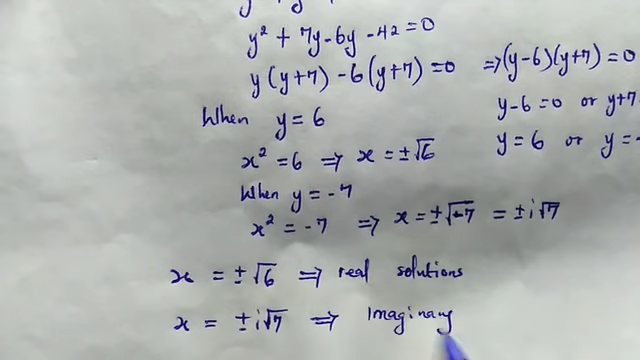 y² + 7y - 6y - 42 = 0
y(y+7) - 6(y+7) = 0 ⇒ (y-6)(y+7) = 0
When y = 6
y-6=0 or y+7
x² = 6 ⇒ x = ±√6
y = 6 or y = -
When y = -7
x² = -7 ⇒ x = ±√-7 = ±i√7
x = ±√6 ⇒ real solutions
x = ±i√7 ⇒ Imaginary